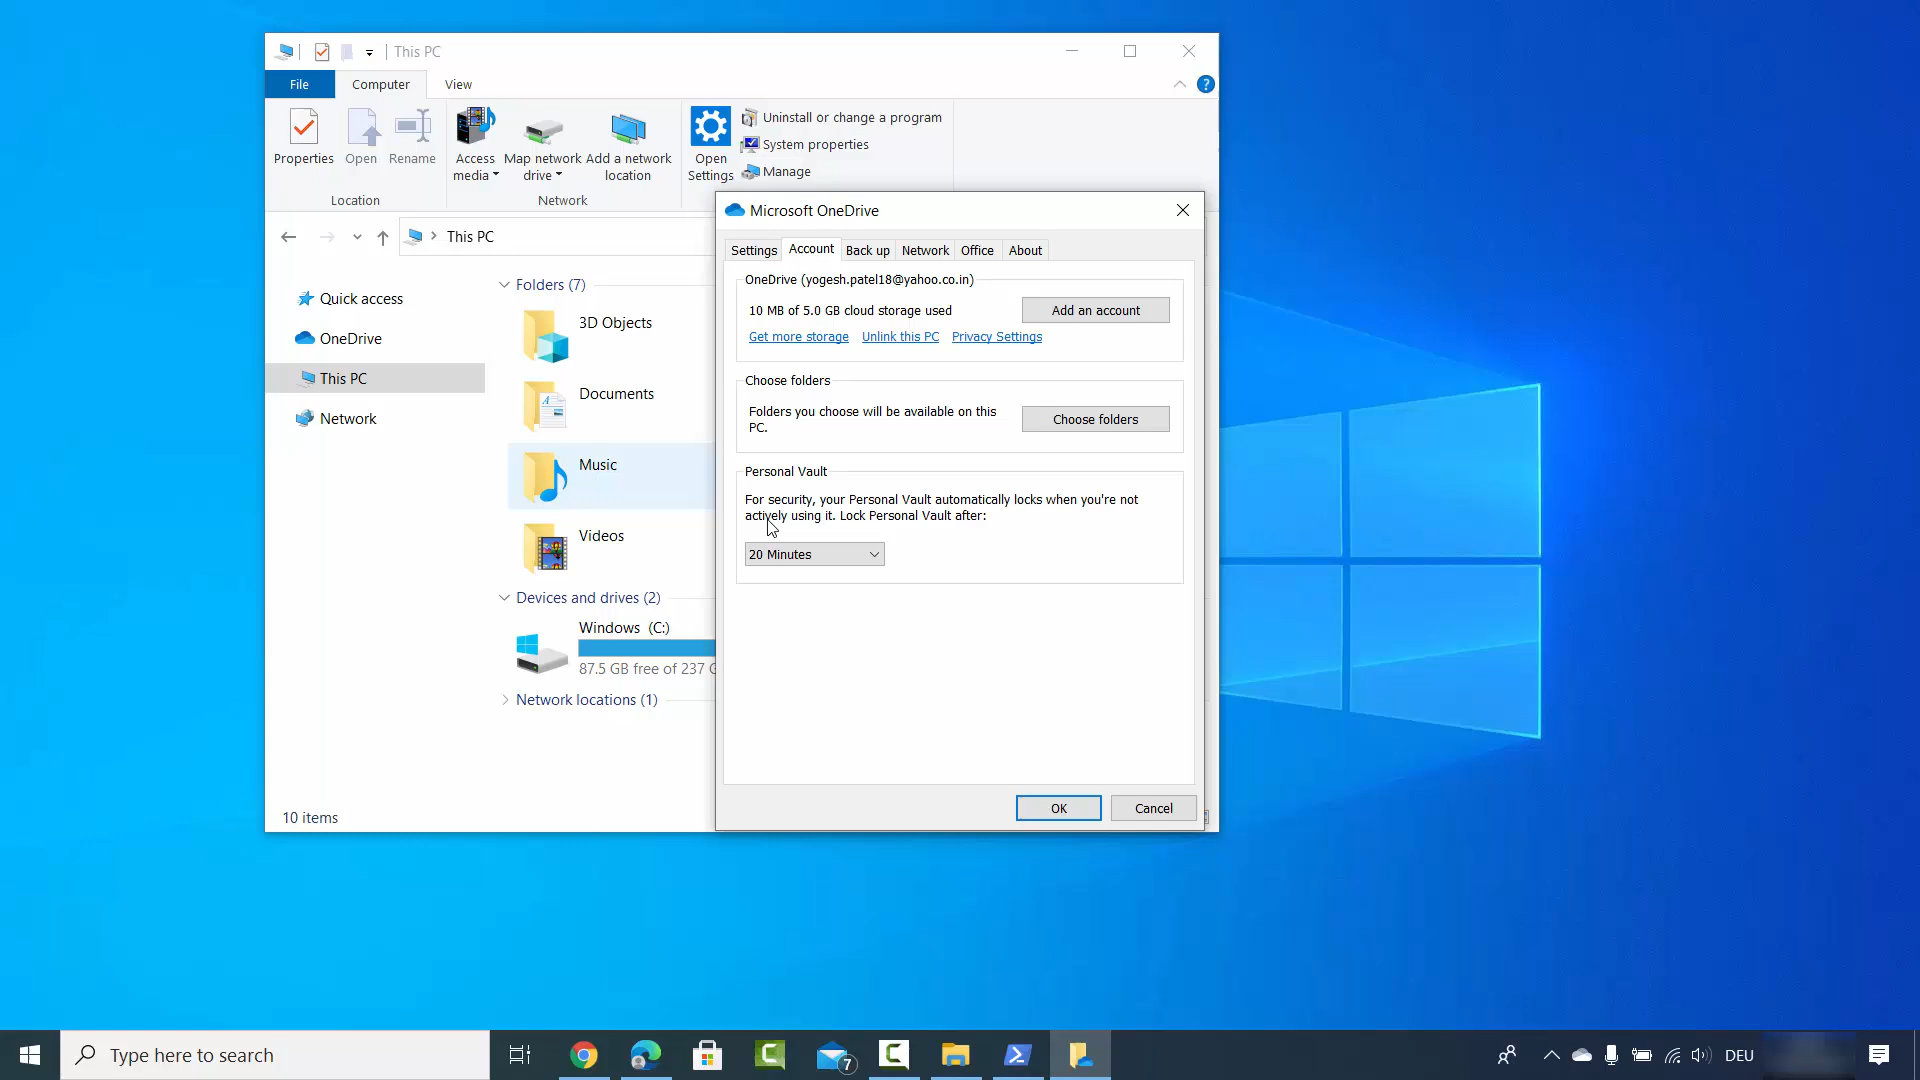 This PC
File
Computer
View
Properties
Open
Rename
Access
media
Map network
drive
Add a network
location
Open
Settings
Uninstall or change a program
System properties
Manage
Location
Network
This PC
Quick access
OneDrive
This PC
Network
Folders (7)
3D Objects
Documents
Music
Videos
Devices and drives (2)
Windows (C:)
87.5 GB free of 237
Network locations (1)
10 items
Microsoft OneDrive
Settings
Account
Back up
Network
Office
About
OneDrive (yogesh.patel18@yahoo.co.in)
10 MB of 5.0 GB cloud storage used
Add an account
Get more storage
Unlink this PC
Privacy Settings
Choose folders
Folders you choose will be available on this
PC.
Choose folders
Personal Vault
For security, your Personal Vault automatically locks when you're not
actively using it. Lock Personal Vault after:
20 Minutes
OK
Cancel
Type here to search
7
DEU